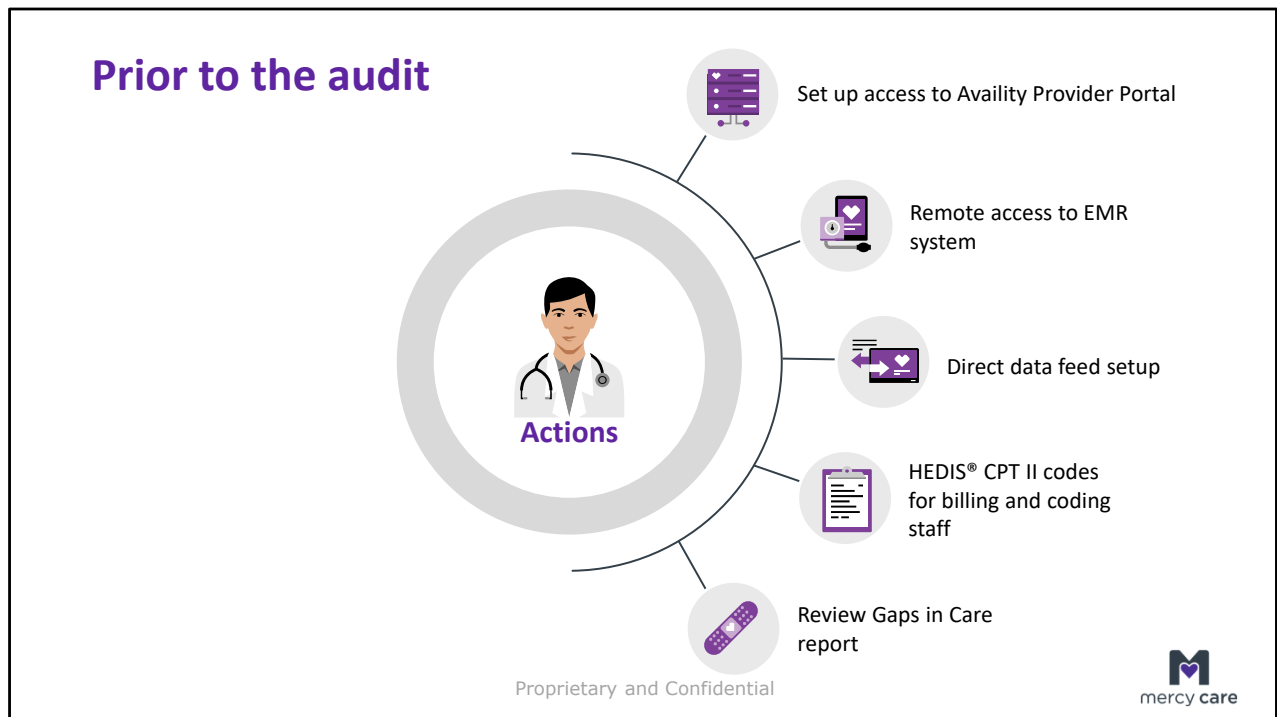 Prior to the audit
Set up access to Availity Provider Portal
Remote access to EMR
system
Direct data feed setup
Actions
HEDIS® CPT II codes
for billing and coding
staff
Review Gaps in Care
report
Proprietary and Confidential
mercy care